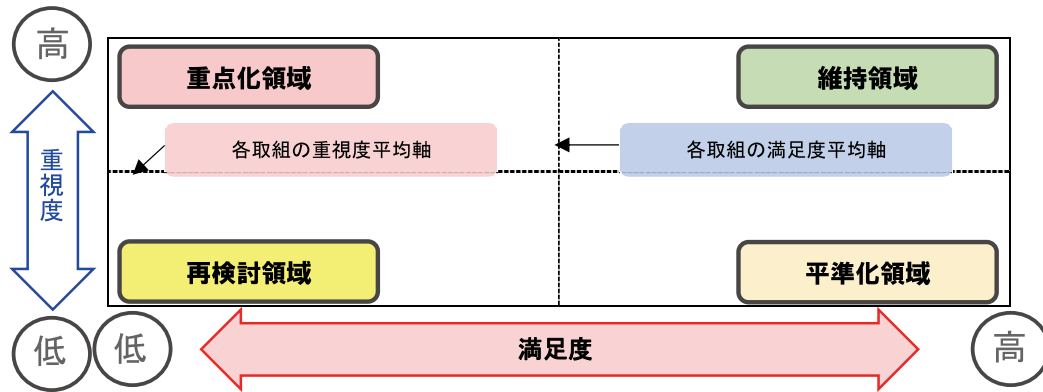 高
重点化領域
維持領域
各取組の重視度平均軸
各取組の満足度平均軸
重視度
再検討領域
平準化領域
低
低
満足度
高